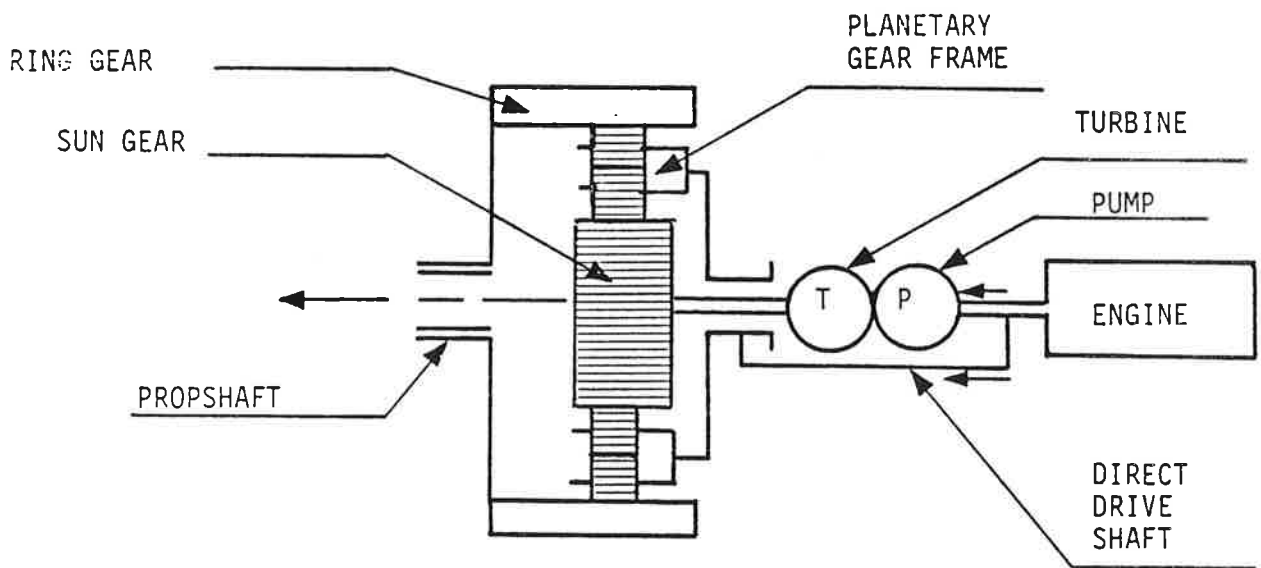 PLANETARY
GEAR FRAME
RING GEAR
TURBINE
SUN GEAR
PUMP
T
P
ENGINE
PROPSHAFT
DIRECT
DRIVE
SHAFT